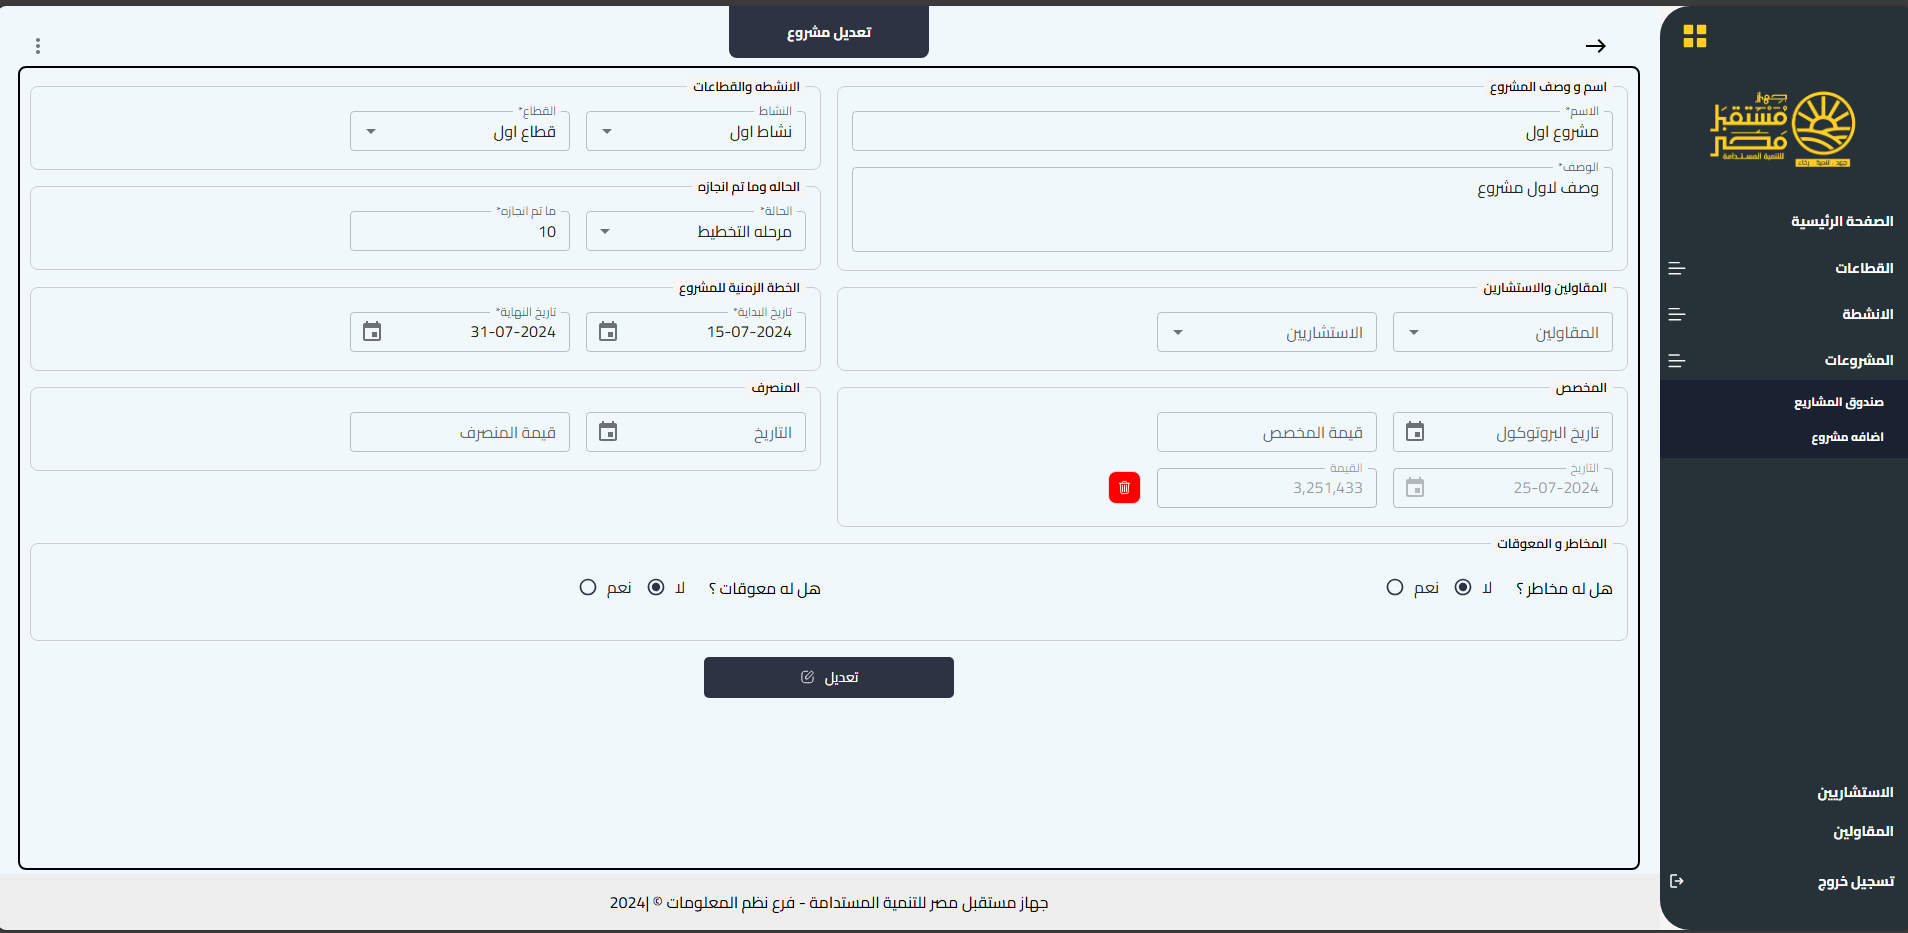 تعديل مشروع
جهاز
مستقبل
مصر
للتنمية المستدامة
جهد . تنمية . رخاء
الصفحة الرئيسية
القطاعات
الانشطة
المشروعات
صندوق المشاريع
اضافه مشروع
الاستشاريين
المقاولين
تسجيل خروج
اسم و وصف المشروع
الاسم*
مشروع اول
الوصف*
وصف لاول مشروع
الانشطه والقطاعات
النشاط
نشاط اول
القطاع*
قطاع اول
الحاله وما تم انجازه
الحالة*
مرحله التخطيط
ما تم انجازه*
10
المقاولين والاستشارين
المقاولين
الاستشاريين
الخطة الزمنية للمشروع
تاريخ البداية*
15-07-2024
تاريخ النهاية*
31-07-2024
المخصص
تاريخ البروتوكول
قيمة المخصص
التاريخ
25-07-2024
القيمة
3,251,433
المنصرف
التاريخ
قيمة المنصرف
المخاطر و المعوقات
هل له مخاطر ؟ لا نعم
هل له معوقات ؟ لا نعم
تعديل
جهاز مستقبل مصر للتنمية المستدامة - فرع نظم المعلومات © |2024